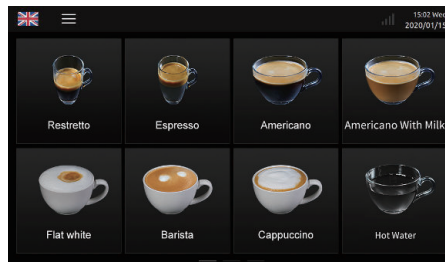 15:02 Wed
2020/01/15
Restretto
Espresso
Americano
Americano With Milk
Flat white
Barista
Cappuccino
Hot Water